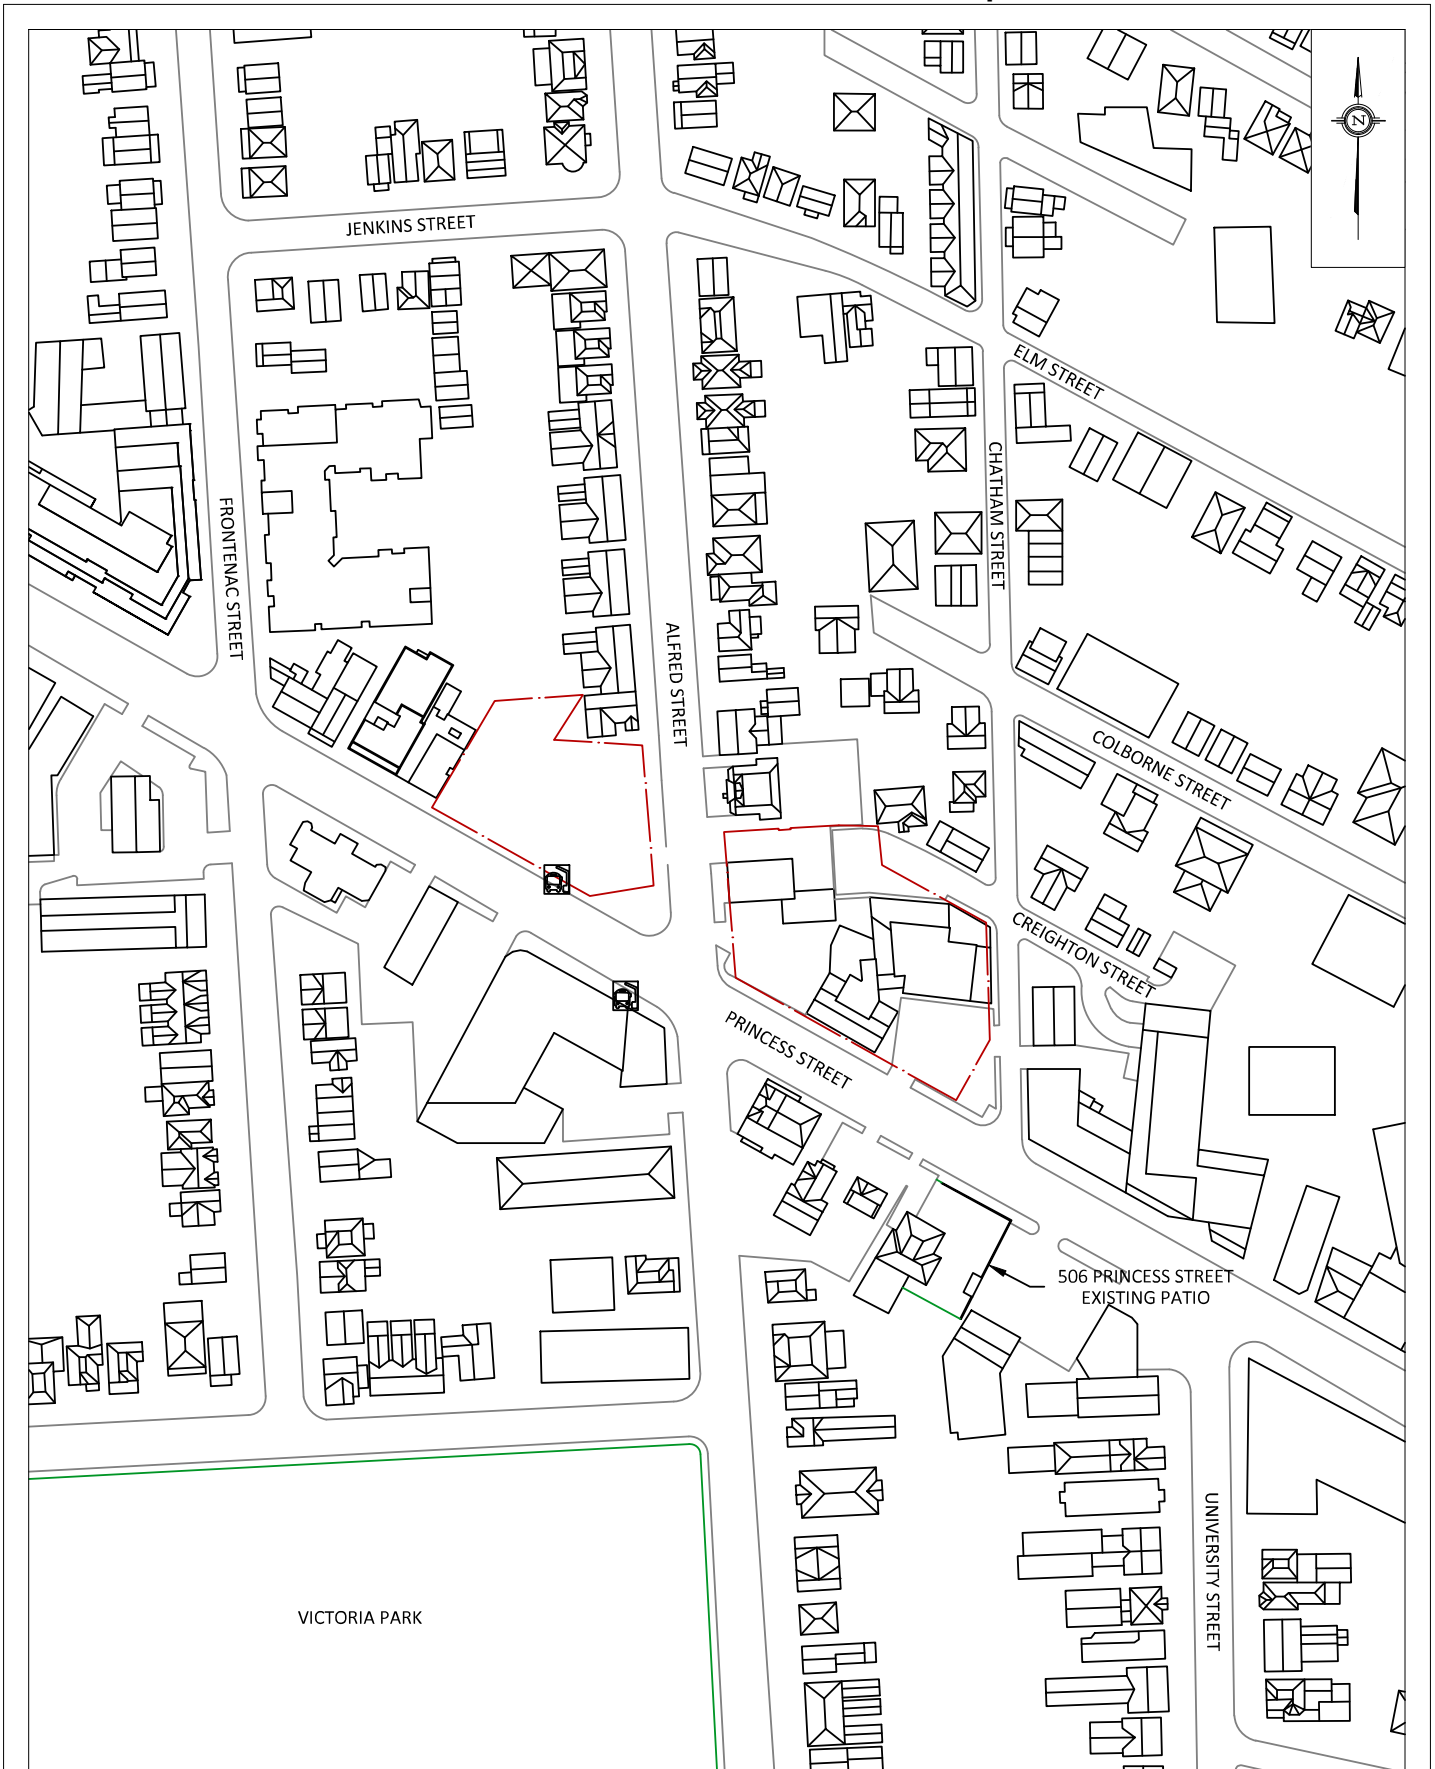 N
JENKINS STREET
ELM STREET
CHATHAM STREET
FRONTENAC STREET
ALFRED STREET
COLBORNE STREET
CREIGHTON STREET
PRINCESS STREET
506 PRINCESS STREET
EXISTING PATIO
UNIVERSITY STREET
VICTORIA PARK